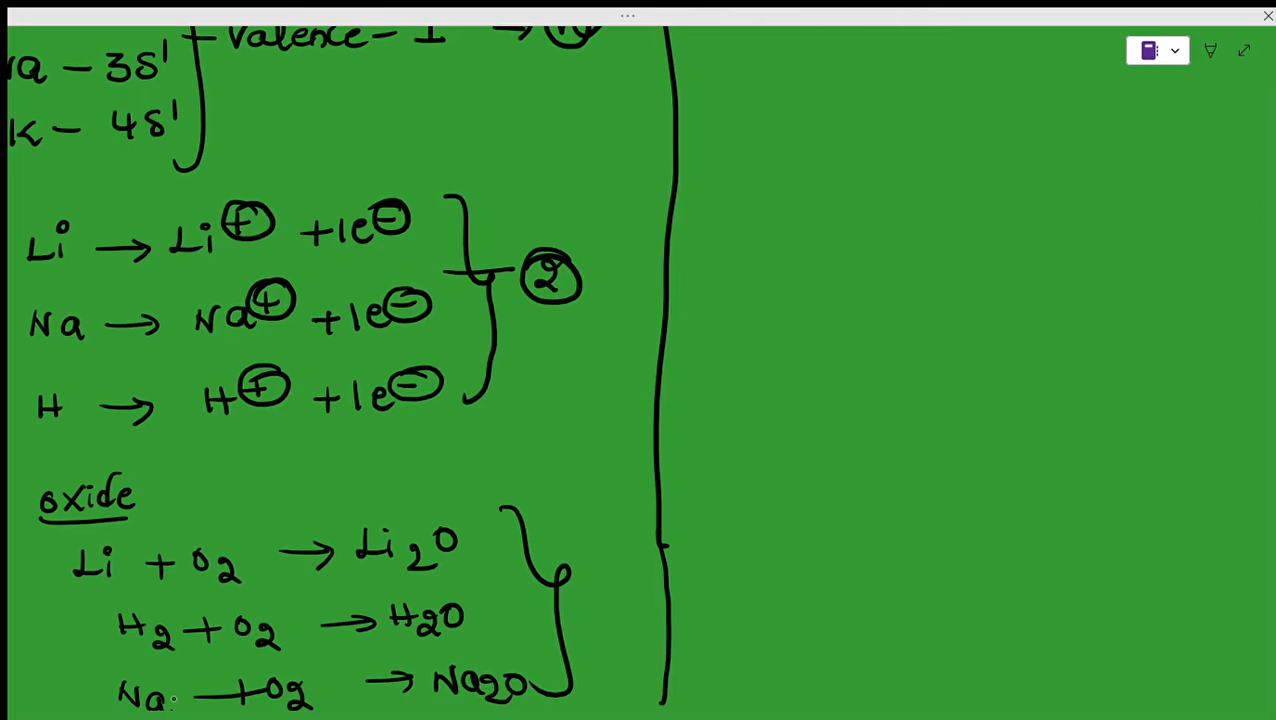 Valence - I →
Na - 3s¹
K - 4s¹
Li → Li⁺ + 1e⁻
2
Na → Na⁺ + 1e⁻
H → H⁺ + 1e⁻
oxide
Li + O₂ → Li₂O
H₂ + O₂ → H₂O
Na + O₂ → Na₂O